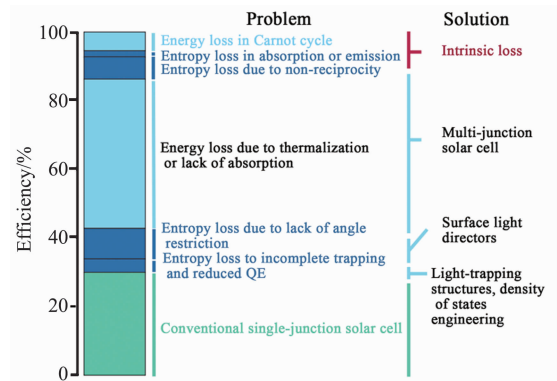 Problem
Solution
Efficiency/%
100
80
60
40
20
0
Energy loss in Carnot cycle
Entropy loss in absorption or emission
Entropy loss due to non-reciprocity
Energy loss due to thermalization
or lack of absorption
Entropy loss due to lack of angle
restriction
Entropy loss to incomplete trapping
and reduced QE
Conventional single-junction solar cell
Intrinsic loss
Multi-junction
solar cell
Surface light
directors
Light-trapping
structures, density
of states
engineering